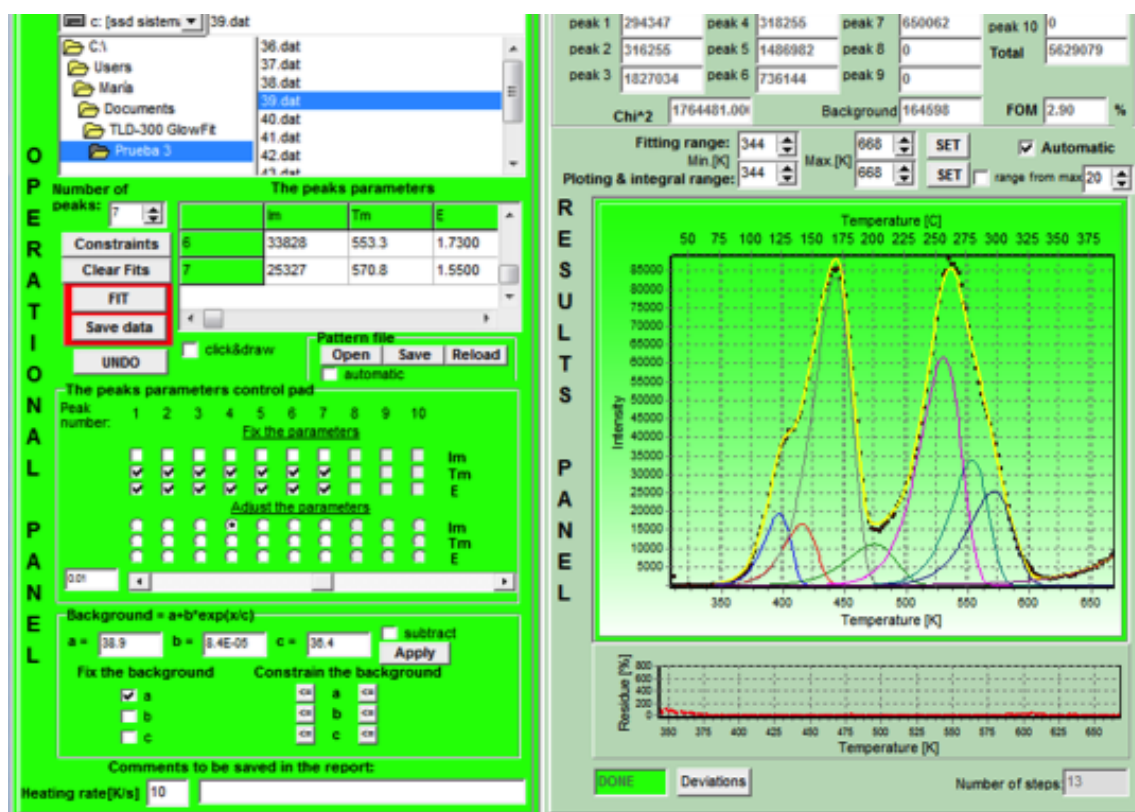 c: [ssd sistem
39.dat
C:\
Users
María
Documents
TLD-300 GlowFit
Prueba 3
36.dat
37.dat
38.dat
39.dat
40.dat
41.dat
42.dat
43.dat
OPERATIONAL PANEL
Number of peaks: 7
The peaks parameters
Im Tm E
6 33828 553.3 1.7300
7 25327 570.8 1.5500
Constraints
Clear Fits
FIT
Save data
UNDO
click&draw
Pattern file
Open Save Reload
automatic
The peaks parameters control pad
Peak number: 1 2 3 4 5 6 7 8 9 10
Fix the parameters
Im
Tm
E
Adjust the parameters
Im
Tm
E
0.01
Background = a+b*exp(x/c)
a = 38.9 b = 8.4E-05 c = 36.4
subtract
Apply
Fix the background
Constrain the background
a <= a <=
b <= b <=
c <= c <=
Comments to be saved in the report:
Heating rate[K/s] 10
peak 1 294347 peak 4 318255 peak 7 650062 peak 10 0
peak 2 316255 peak 5 1486982 peak 8 0 Total 5629079
peak 3 1827034 peak 6 736144 peak 9 0
Chi^2 1764481.00 Background 164598 FOM 2.90 %
Fitting range: 344 668 SET Automatic
Min.[K] Max.[K]
Ploting & integral range: 344 668 SET range from max 20
RESULTS PANEL
Temperature [C]
50 75 100 125 150 175 200 225 250 275 300 325 350 375
85000
80000
75000
70000
65000
60000
55000
50000
45000
40000
35000
30000
25000
20000
15000
10000
5000
Intensity
350 400 450 500 550 600 650
Temperature [K]
Residue [%]
800
600
400
200
0
350 375 400 425 450 475 500 525 550 575 600 625 650
Temperature [K]
DONE
Deviations
Number of steps: 13